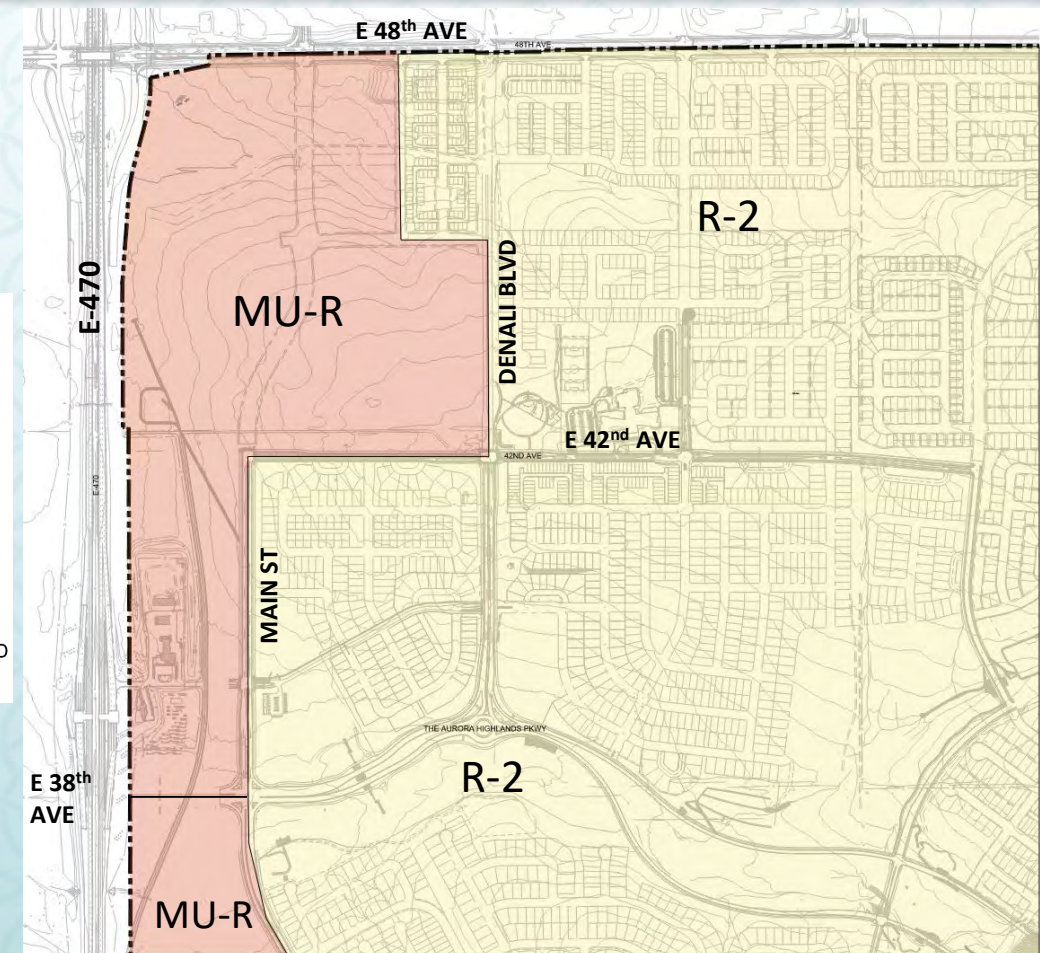 E 48th AVE
48TH AVE
R-2
DENALI BLVD
E-470
MU-R
E 42nd AVE
42ND AVE
E-470
MAIN ST
THE AURORA HIGHLANDS PKWY
R-2
E 38th
AVE
MU-R